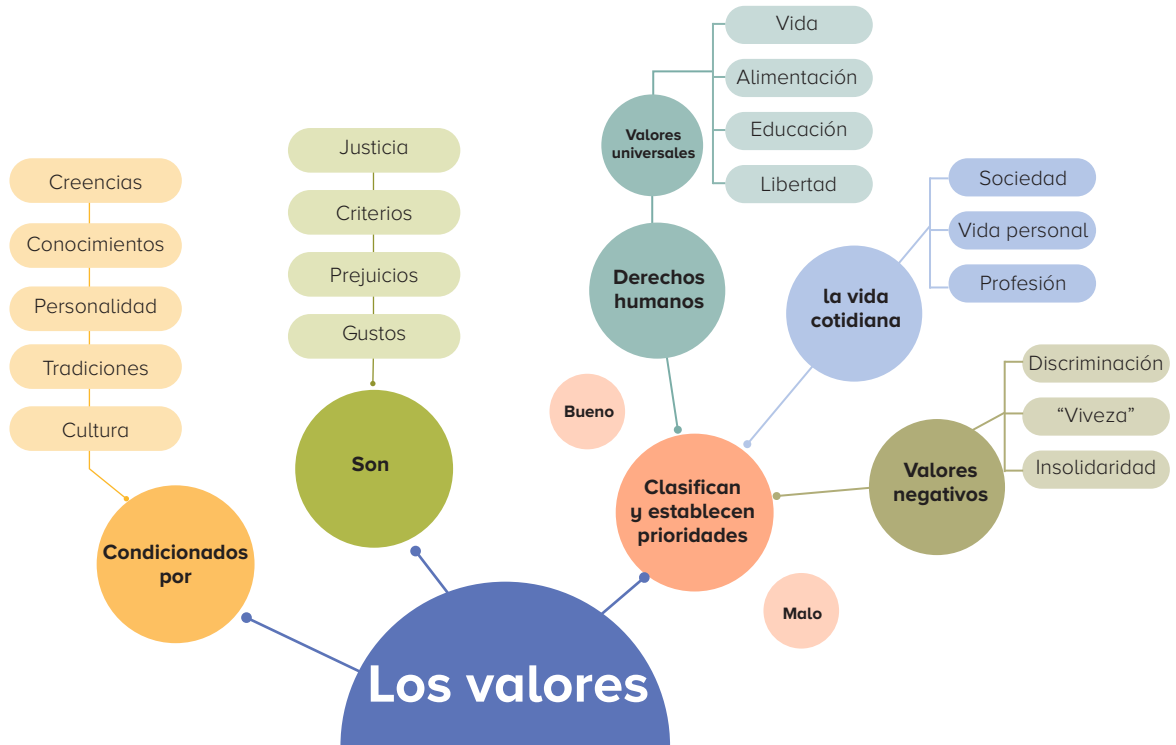 Creencias
Conocimientos
Personalidad
Tradiciones
Cultura
Condicionados
por
Justicia
Criterios
Prejuicios
Gustos
Son
Vida
Alimentación
Educación
Libertad
Valores
universales
Derechos
humanos
Sociedad
Vida personal
Profesión
la vida
cotidiana
Discriminación
“Viveza”
Insolidaridad
Valores
negativos
Bueno
Clasifican
y establecen
prioridades
Malo
Los valores